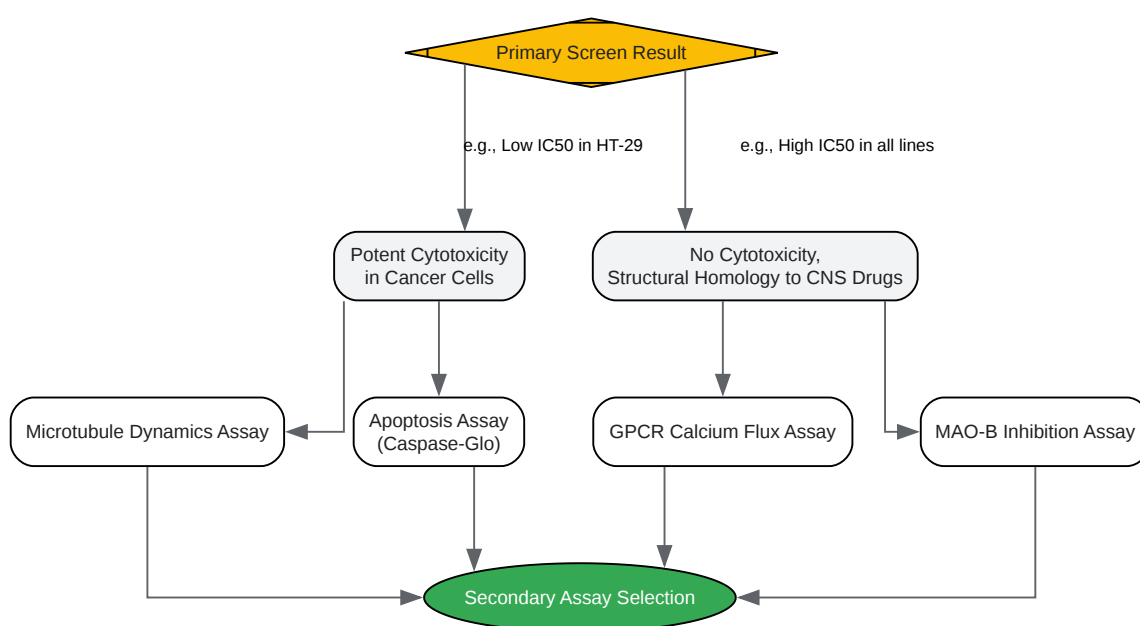 Primary Screen Result
e.g., Low IC50 in HT-29
e.g., High IC50 in all lines
Potent Cytotoxicity
in Cancer Cells
No Cytotoxicity,
Structural Homology to CNS Drugs
Microtubule Dynamics Assay
Apoptosis Assay
(Caspase-Glo)
GPCR Calcium Flux Assay
MAO-B Inhibition Assay
Secondary Assay Selection